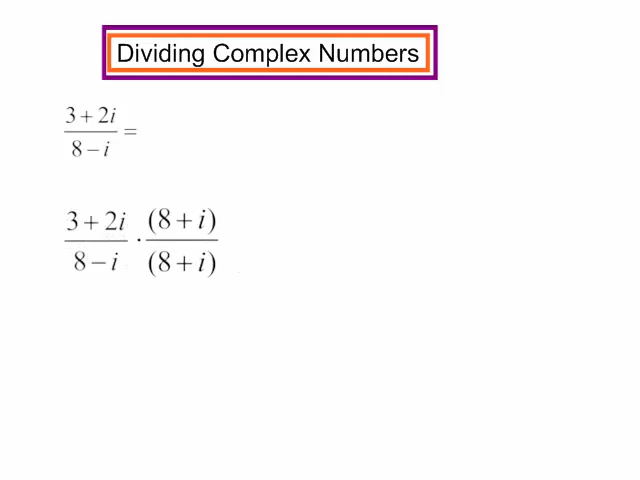 Dividing Complex Numbers
3 + 2i
8 − i
=
3 + 2i
8 − i
·
(8 + i)
(8 + i)